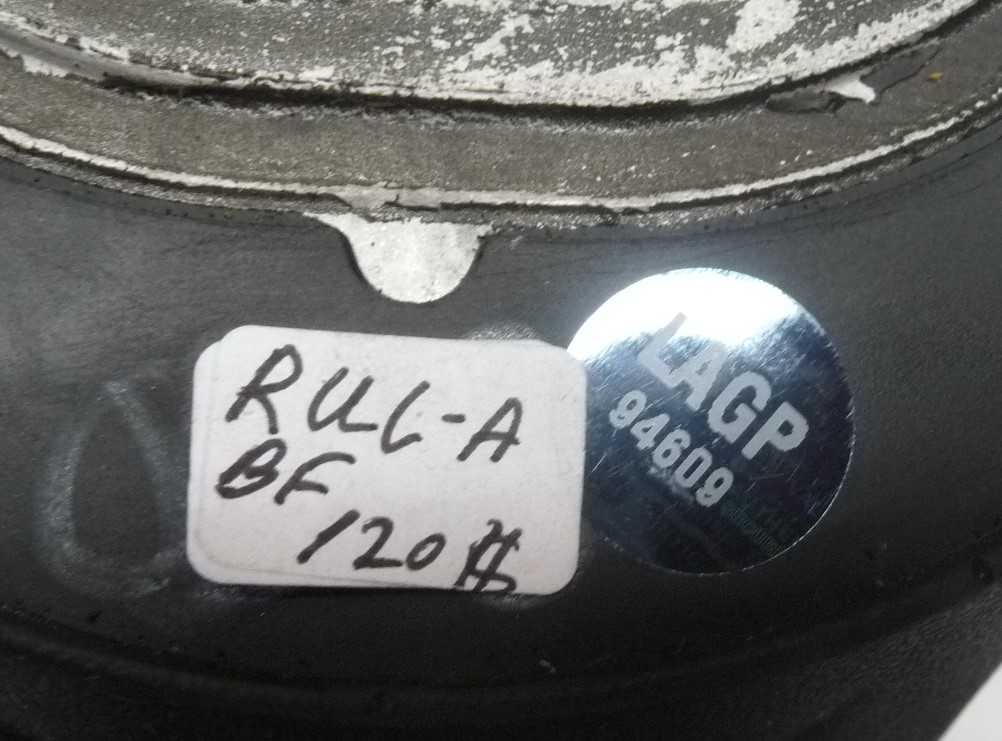 RUL-A
BF
120#
LAGP
94609